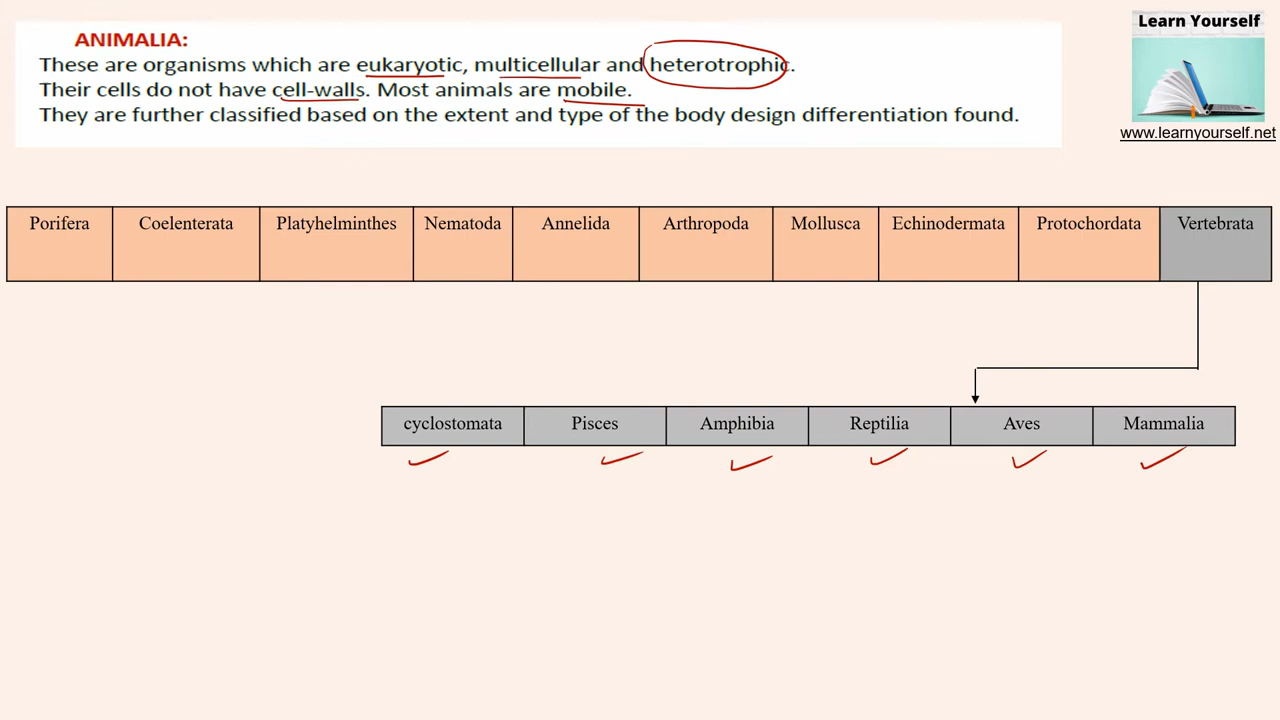 Learn Yourself
www.learnyourself.net
ANIMALIA:
These are organisms which are eukaryotic, multicellular and heterotrophic.
Their cells do not have cell-walls. Most animals are mobile.
They are further classified based on the extent and type of the body design differentiation found.
Porifera Coelenterata Platyhelminthes Nematoda Annelida Arthropoda Mollusca Echinodermata Protochordata Vertebrata
cyclostomata Pisces Amphibia Reptilia Aves Mammalia